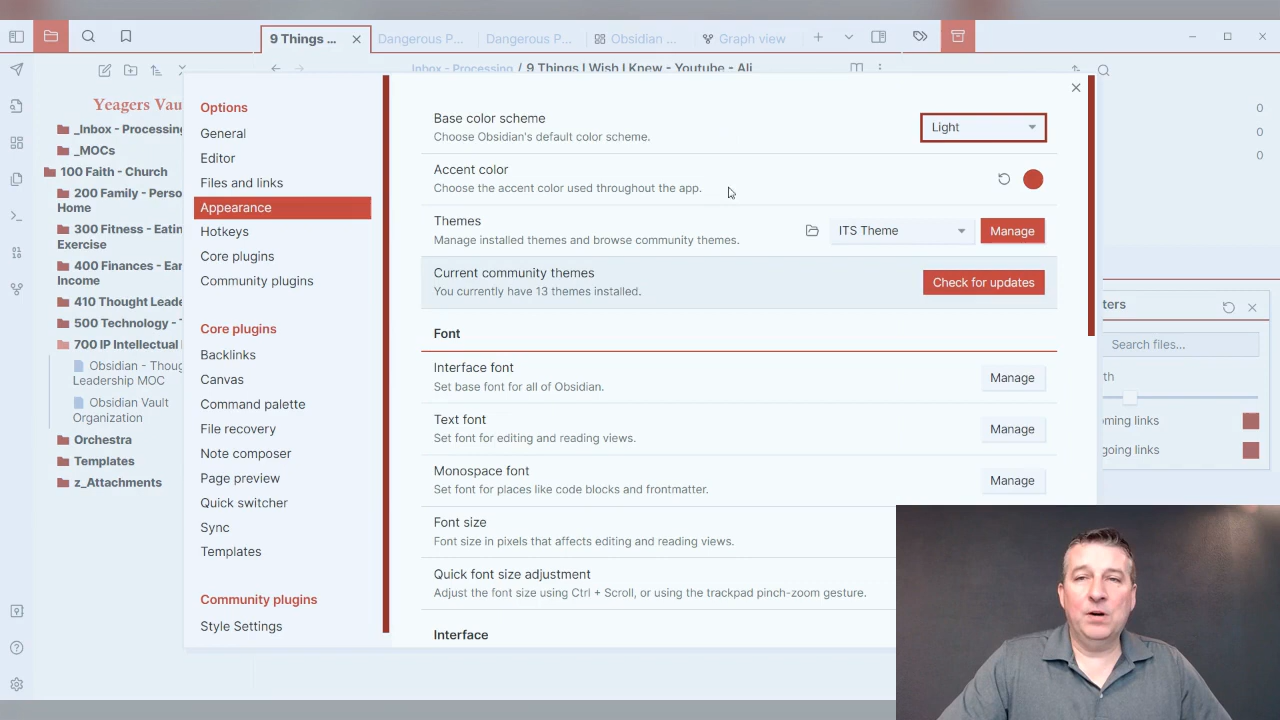 9 Things ...
Dangerous P...
Dangerous P...
Obsidian ...
Graph view
Inbox - Processing / 9 Things I Wish I Knew - Youtube - Ali
Yeagers Vau
_Inbox - Processing
_MOCs
100 Faith - Church
200 Family - Perso
Home
300 Fitness - Eatin
Exercise
400 Finances - Ear
Income
410 Thought Leade
500 Technology - T
700 IP Intellectual
Obsidian - Thoug
Leadership MOC
Obsidian Vault
Organization
Orchestra
Templates
z_Attachments
Options
General
Editor
Files and links
Appearance
Hotkeys
Core plugins
Community plugins
Core plugins
Backlinks
Canvas
Command palette
File recovery
Note composer
Page preview
Quick switcher
Sync
Templates
Community plugins
Style Settings
Base color scheme
Choose Obsidian's default color scheme.
Light
Accent color
Choose the accent color used throughout the app.
Themes
Manage installed themes and browse community themes.
ITS Theme
Manage
Current community themes
You currently have 13 themes installed.
Check for updates
Font
Interface font
Set base font for all of Obsidian.
Manage
Text font
Set font for editing and reading views.
Manage
Monospace font
Set font for places like code blocks and frontmatter.
Manage
Font size
Font size in pixels that affects editing and reading views.
Quick font size adjustment
Adjust the font size using Ctrl + Scroll, or using the trackpad pinch-zoom gesture.
Interface
0
0
0
ters
Search files...
th
ming links
going links